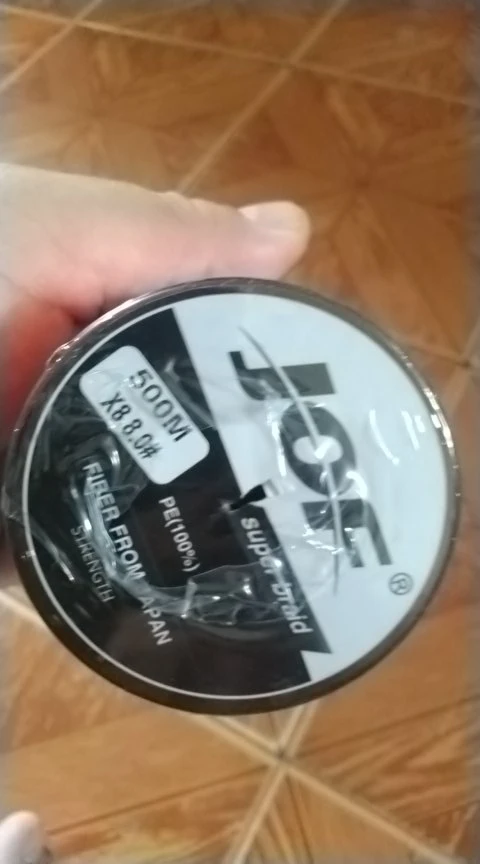 JOF®
super braid
500M
X8 8.0#
PE(100%)
FIBER FROM JAPAN
STRENGTH